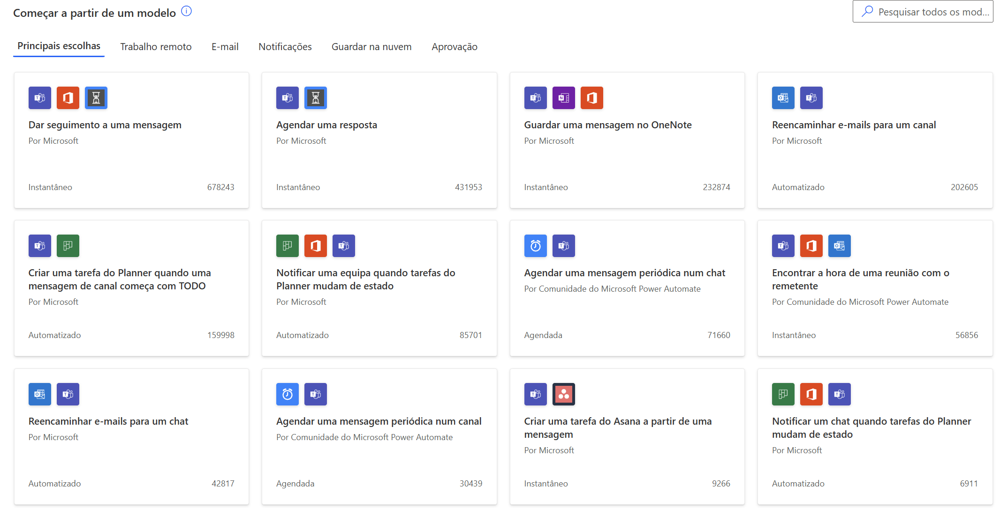 Começar a partir de um modelo
Pesquisar todos os mod...
Principais escolhas
Trabalho remoto
E-mail
Notificações
Guardar na nuvem
Aprovação
Dar seguimento a uma mensagem
Por Microsoft
Instantâneo
678243
Agendar uma resposta
Por Microsoft
Instantâneo
431953
Guardar uma mensagem no OneNote
Por Microsoft
Instantâneo
232874
Reencaminhar e-mails para um canal
Por Microsoft
Automatizado
202605
Criar uma tarefa do Planner quando uma
mensagem de canal começa com TODO
Por Microsoft
Automatizado
159998
Notificar uma equipa quando tarefas do
Planner mudam de estado
Por Microsoft
Automatizado
85701
Agendar uma mensagem periódica num chat
Por Comunidade do Microsoft Power Automate
Agendada
71660
Encontrar a hora de uma reunião com o
remetente
Por Comunidade do Microsoft Power Automate
Instantâneo
56856
Reencaminhar e-mails para um chat
Por Microsoft
Automatizado
42817
Agendar uma mensagem periódica num canal
Por Comunidade do Microsoft Power Automate
Agendada
30439
Criar uma tarefa do Asana a partir de uma
mensagem
Por Microsoft
Instantâneo
9266
Notificar um chat quando tarefas do Planner
mudam de estado
Por Microsoft
Automatizado
6911